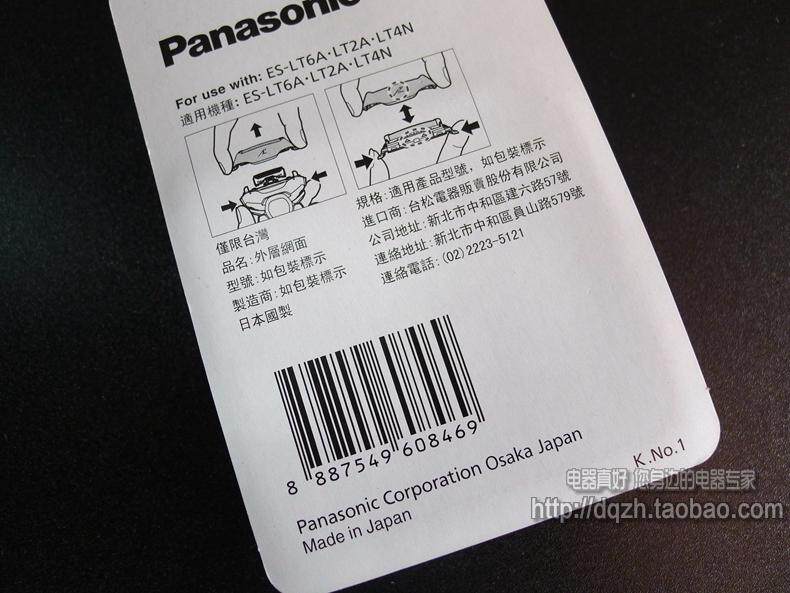 Panasonic
For use with: ES-LT6A·LT2A·LT4N
適用機種: ES-LT6A·LT2A·LT4N
僅限台灣
品名:外層網面
型號:如包裝標示
製造商:如包裝標示
日本國製
規格:適用產品型號，如包裝標示
進口商:台松電器販賣股份有限公司
公司地址:新北市中和區建六路57號
連絡地址:新北市中和區員山路579號
連絡電話:(02)2223-5121
8 887549 608469
Panasonic Corporation Osaka Japan
Made in Japan
K.No.1
电器真好 您身边的电器专家
http://dqzh.taobao.com